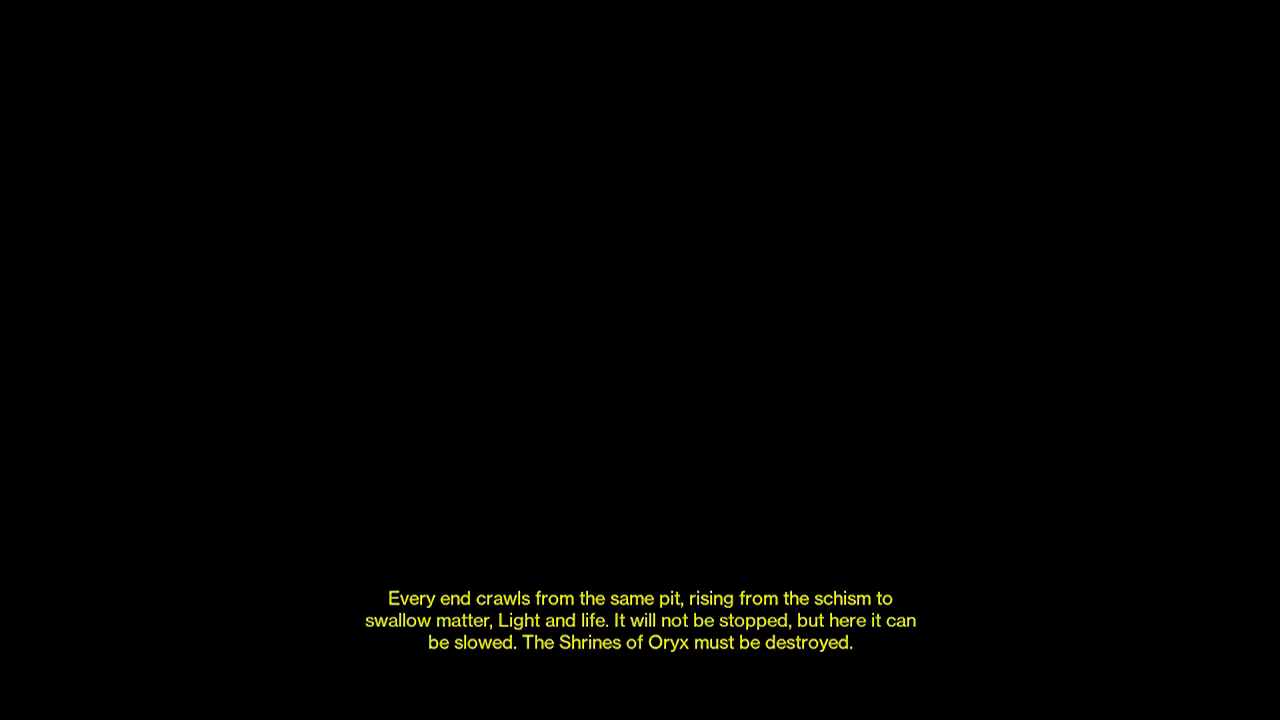 Every end crawls from the same pit, rising from the schism to
swallow matter, Light and life. It will not be stopped, but here it can
be slowed. The Shrines of Oryx must be destroyed.